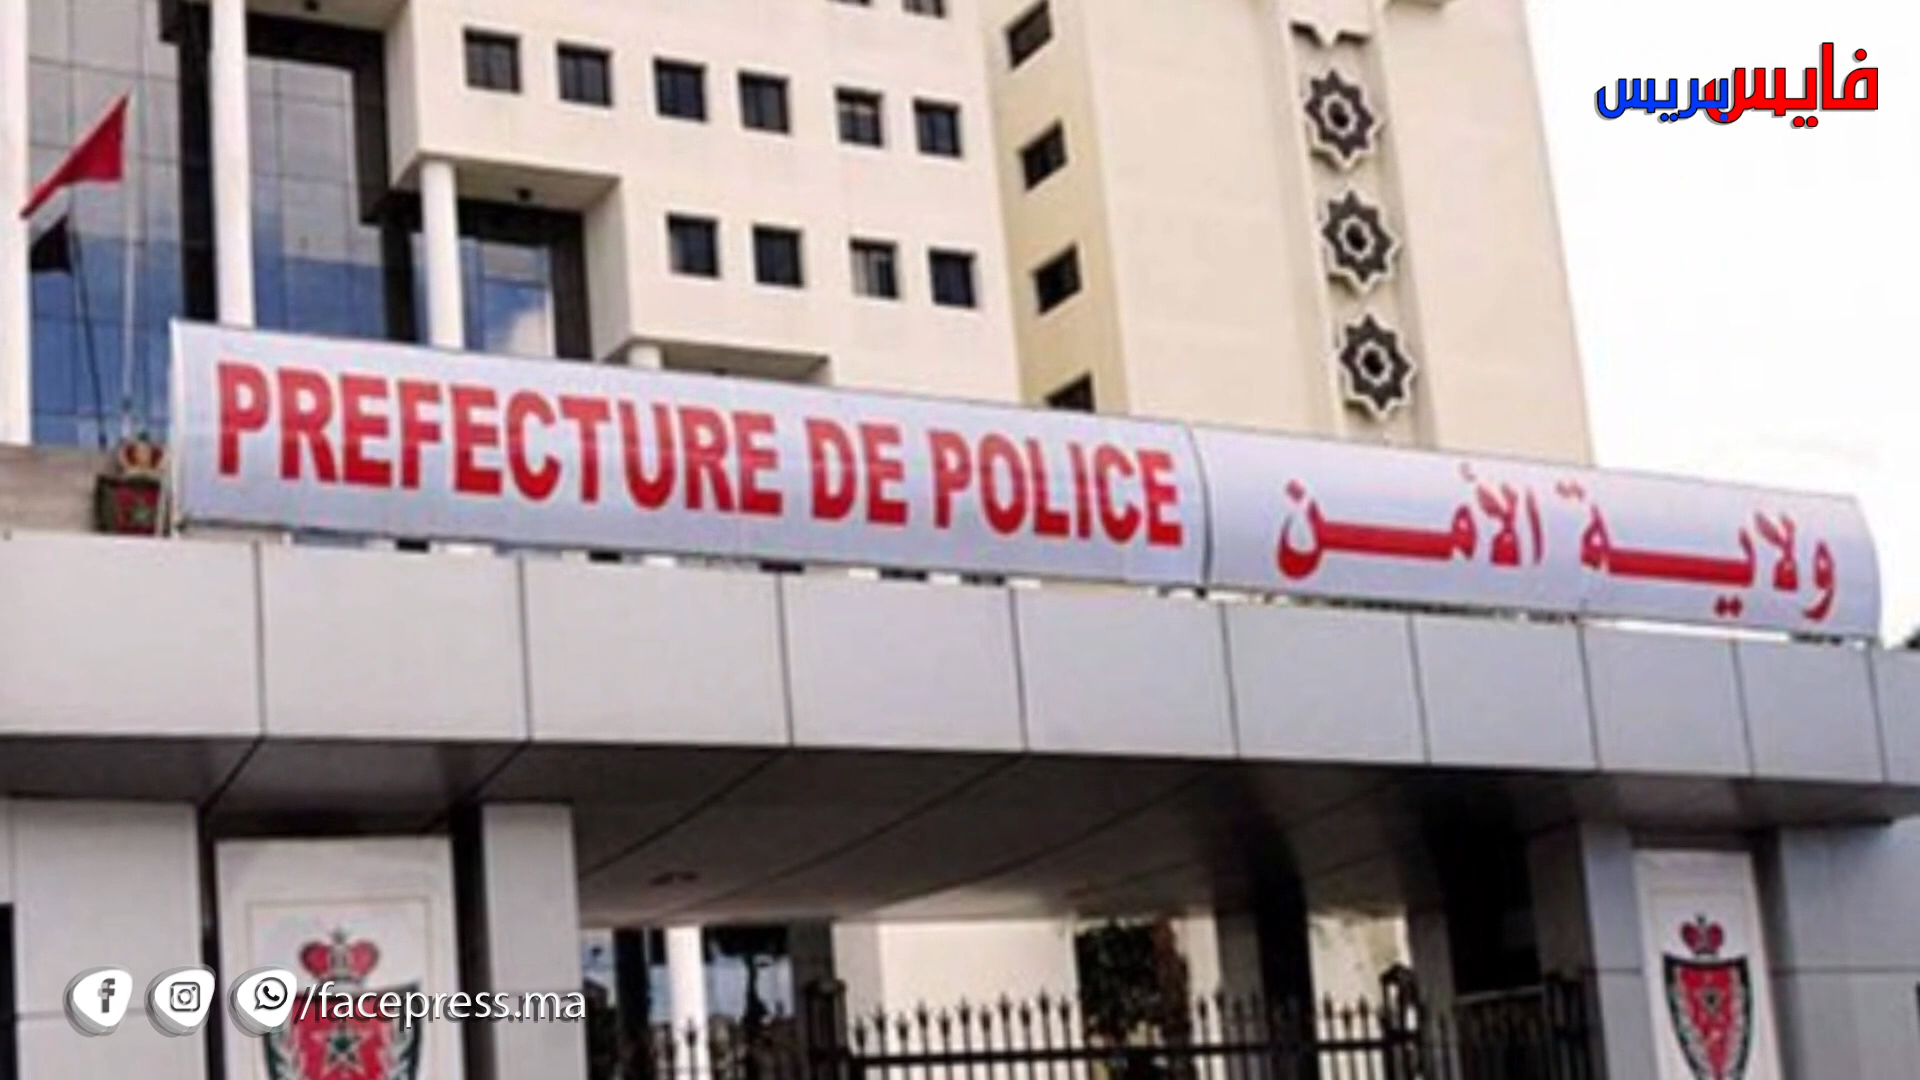 فايس بريس
PREFECTURE DE POLICE
ولاية الأمن
/facepress.ma